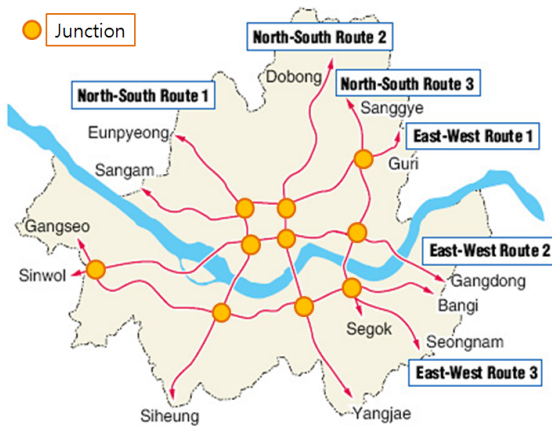 Junction
North-South Route 2
Dobong
North-South Route 3
North-South Route 1
Sanggye
Eunpyeong
East-West Route 1
Guri
Sangam
Gangseo
East-West Route 2
Sinwol
Gangdong
Bangi
Segok
Seongnam
East-West Route 3
Siheung
Yangjae